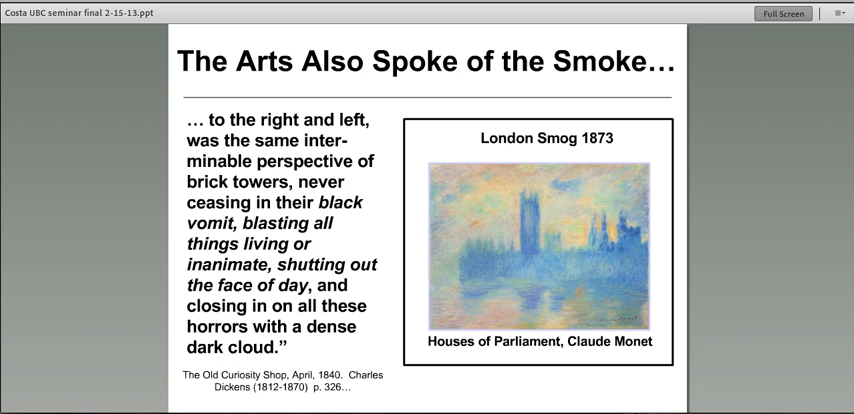 Costa UBC seminar final 2-15-13.ppt
Full Screen
The Arts Also Spoke of the Smoke…
… to the right and left,
was the same inter-
minable perspective of
brick towers, never
ceasing in their black
vomit, blasting all
things living or
inanimate, shutting out
the face of day, and
closing in on all these
horrors with a dense
dark cloud.”
The Old Curiosity Shop, April, 1840.  Charles
Dickens (1812-1870)  p. 326…
London Smog 1873
Houses of Parliament, Claude Monet